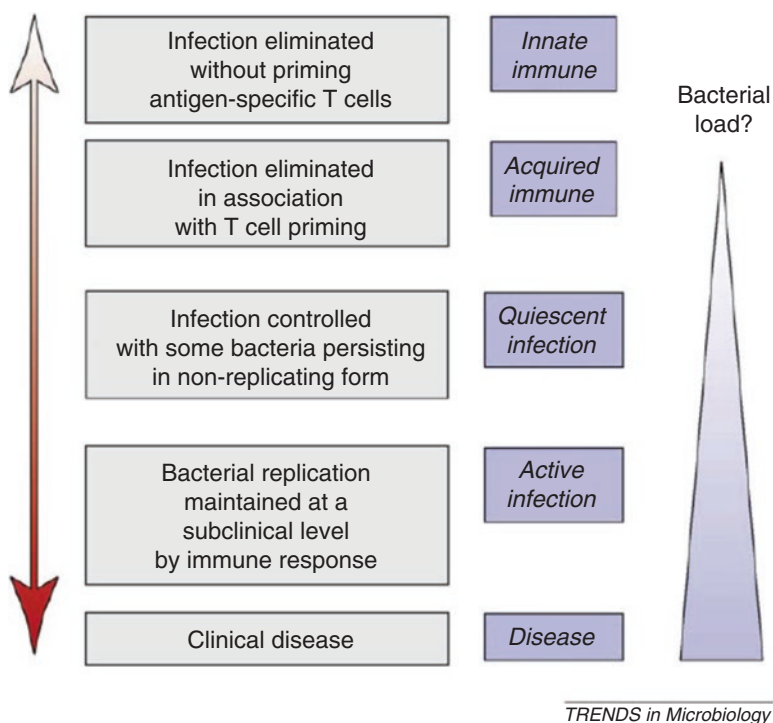 Infection eliminated
without priming
antigen-specific T cells
Innate
immune
Bacterial
load?
Infection eliminated
in association
with T cell priming
Acquired
immune
Infection controlled
with some bacteria persisting
in non-replicating form
Quiescent
infection
Bacterial replication
maintained at a
subclinical level
by immune response
Active
infection
Clinical disease
Disease
TRENDS in Microbiology